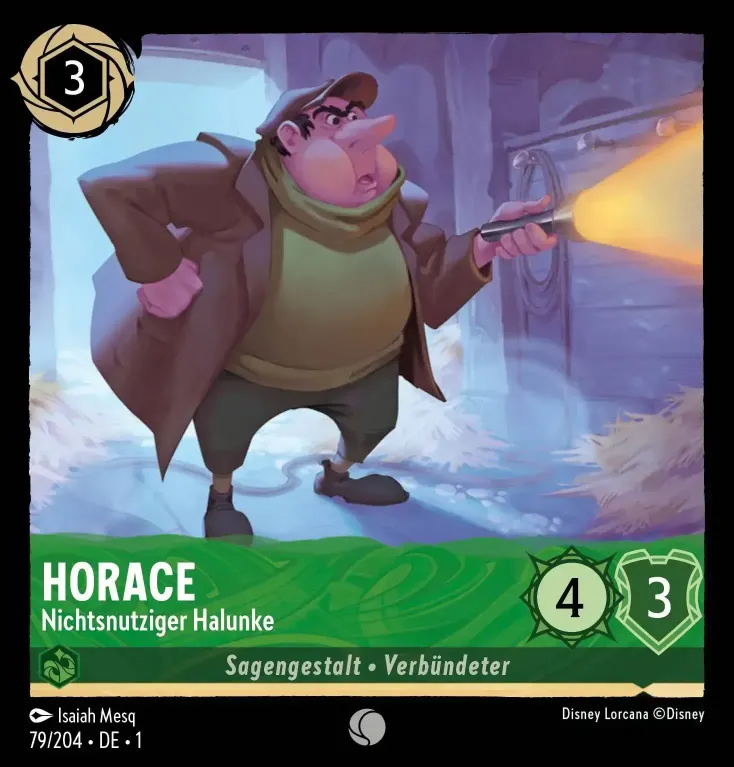 3
HORACE
Nichtsnutziger Halunke
4
3
Sagengestalt • Verbündeter
Isaiah Mesq
79/204 • DE • 1
Disney Lorcana ©Disney